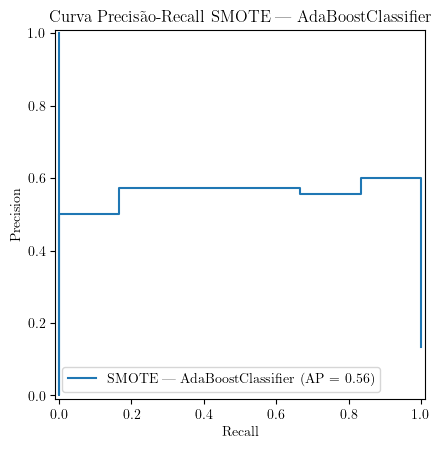 Curva Precisão-Recall SMOTE — AdaBoostClassifier
1.0
0.8
0.6
0.4
0.2
0.0
Precision
SMOTE — AdaBoostClassifier (AP = 0.56)
0.0 0.2 0.4 0.6 0.8 1.0
Recall